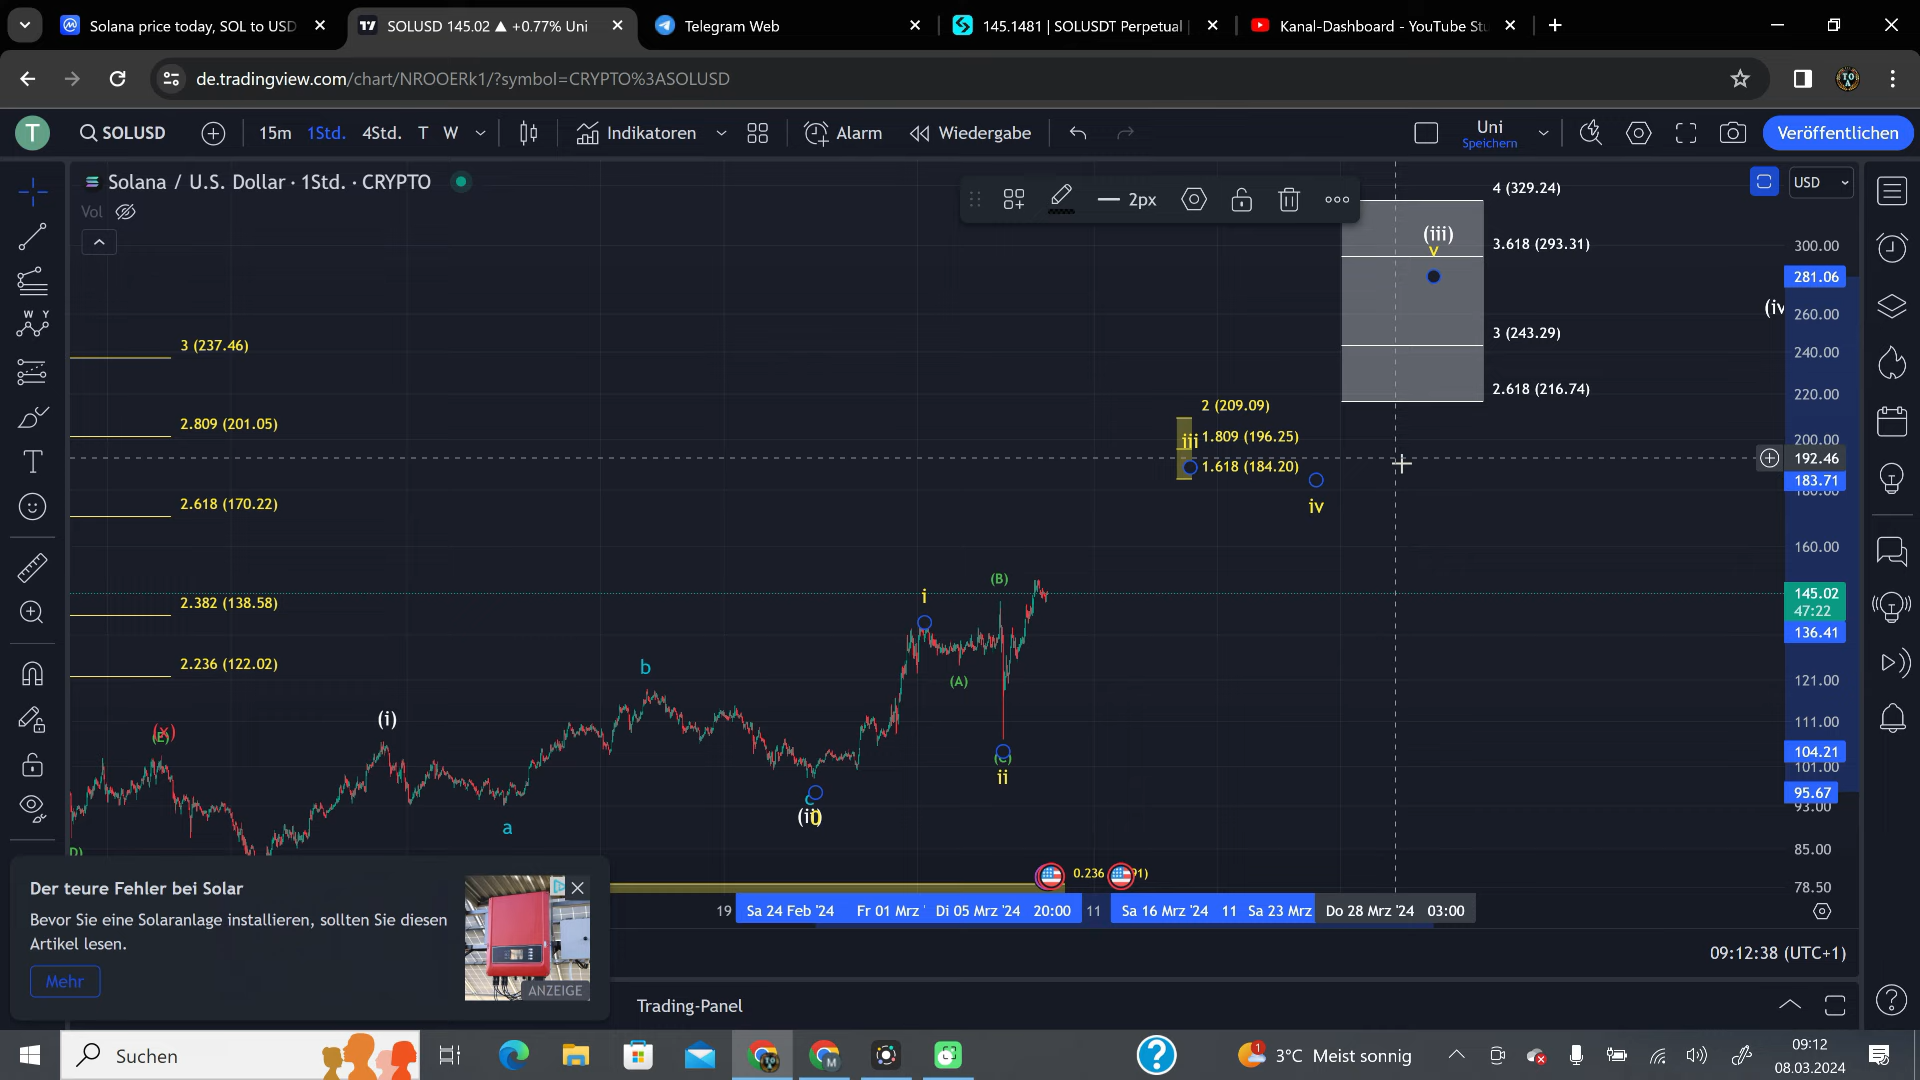 Solana price today, SOL to USD
SOLUSD 145.02 ▲ +0.77% Uni
Telegram Web
145.1481 | SOLUSDT Perpetual |
Kanal-Dashboard - YouTube Stu
de.tradingview.com/chart/NROOERk1/?symbol=CRYPTO%3ASOLUSD
T
SOLUSD
15m
1Std.
4Std.
T
W
Indikatoren
Alarm
Wiedergabe
Uni
Speichern
Veröffentlichen
Solana / U.S. Dollar · 1Std. · CRYPTO
Vol
2px
USD
4 (329.24)
(iii)
v
3.618 (293.31)
3 (243.29)
2.618 (216.74)
(iv
300.00
281.06
260.00
240.00
220.00
200.00
192.46
183.71
180.00
160.00
145.02
47:22
136.41
121.00
111.00
104.21
101.00
95.67
93.00
85.00
78.50
3 (237.46)
2.809 (201.05)
2.618 (170.22)
2.382 (138.58)
2.236 (122.02)
2 (209.09)
iii
1.809 (196.25)
1.618 (184.20)
iv
i
(B)
(A)
(C)
ii
b
(i)
a
c
(ii)
(X)
(E)
D)
0.236
91)
19
Sa 24 Feb '24
Fr 01 Mrz '
Di 05 Mrz '24
20:00
11
Sa 16 Mrz '24
11
Sa 23 Mrz
Do 28 Mrz '24
03:00
Der teure Fehler bei Solar
Bevor Sie eine Solaranlage installieren, sollten Sie diesen
Artikel lesen.
Mehr
ANZEIGE
09:12:38 (UTC+1)
Trading-Panel
Suchen
M
1
3°C Meist sonnig
09:12
08.03.2024